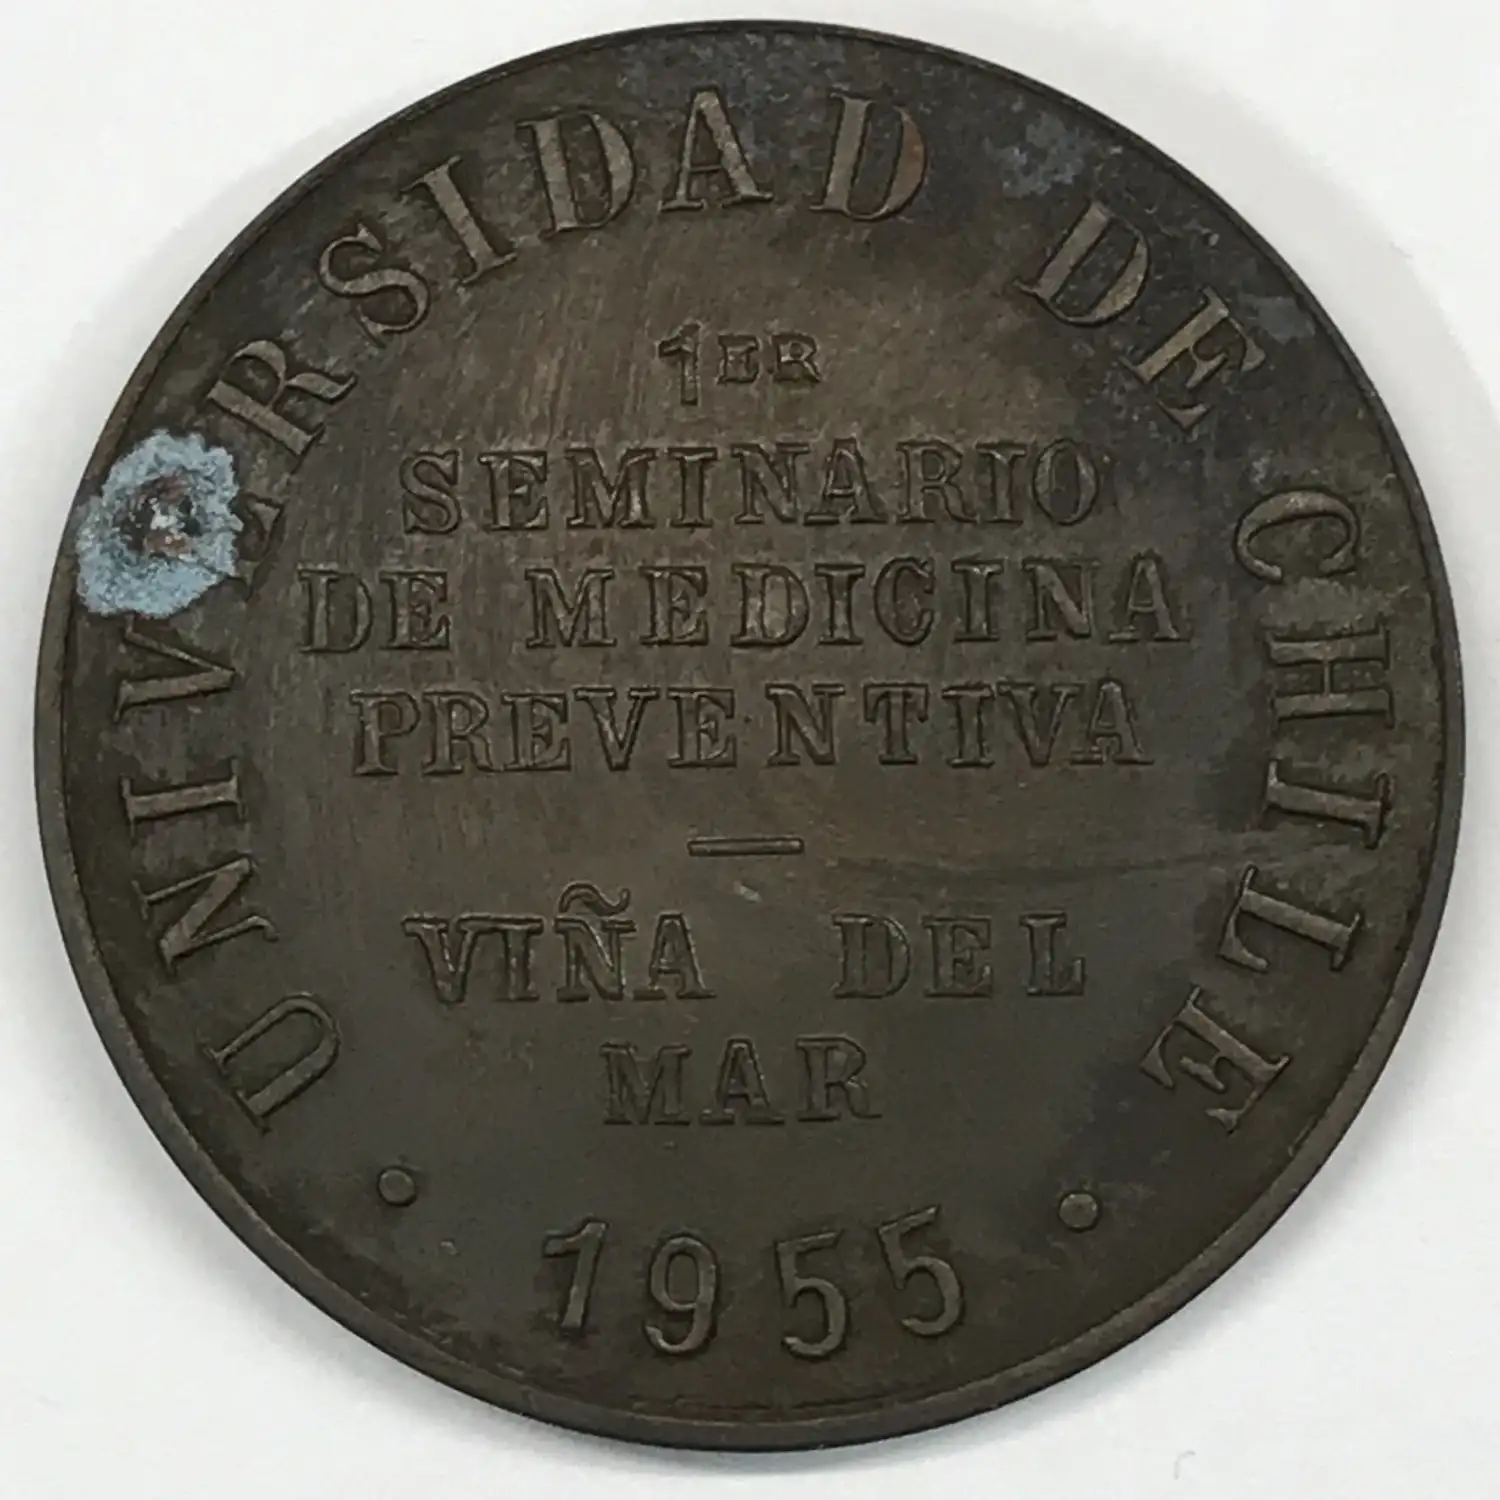 UNIVERSIDAD DE CHILE
1ER
SEMINARIO
DE MEDICINA
PREVENTIVA
—
VIÑA DEL
MAR
• 1955 •